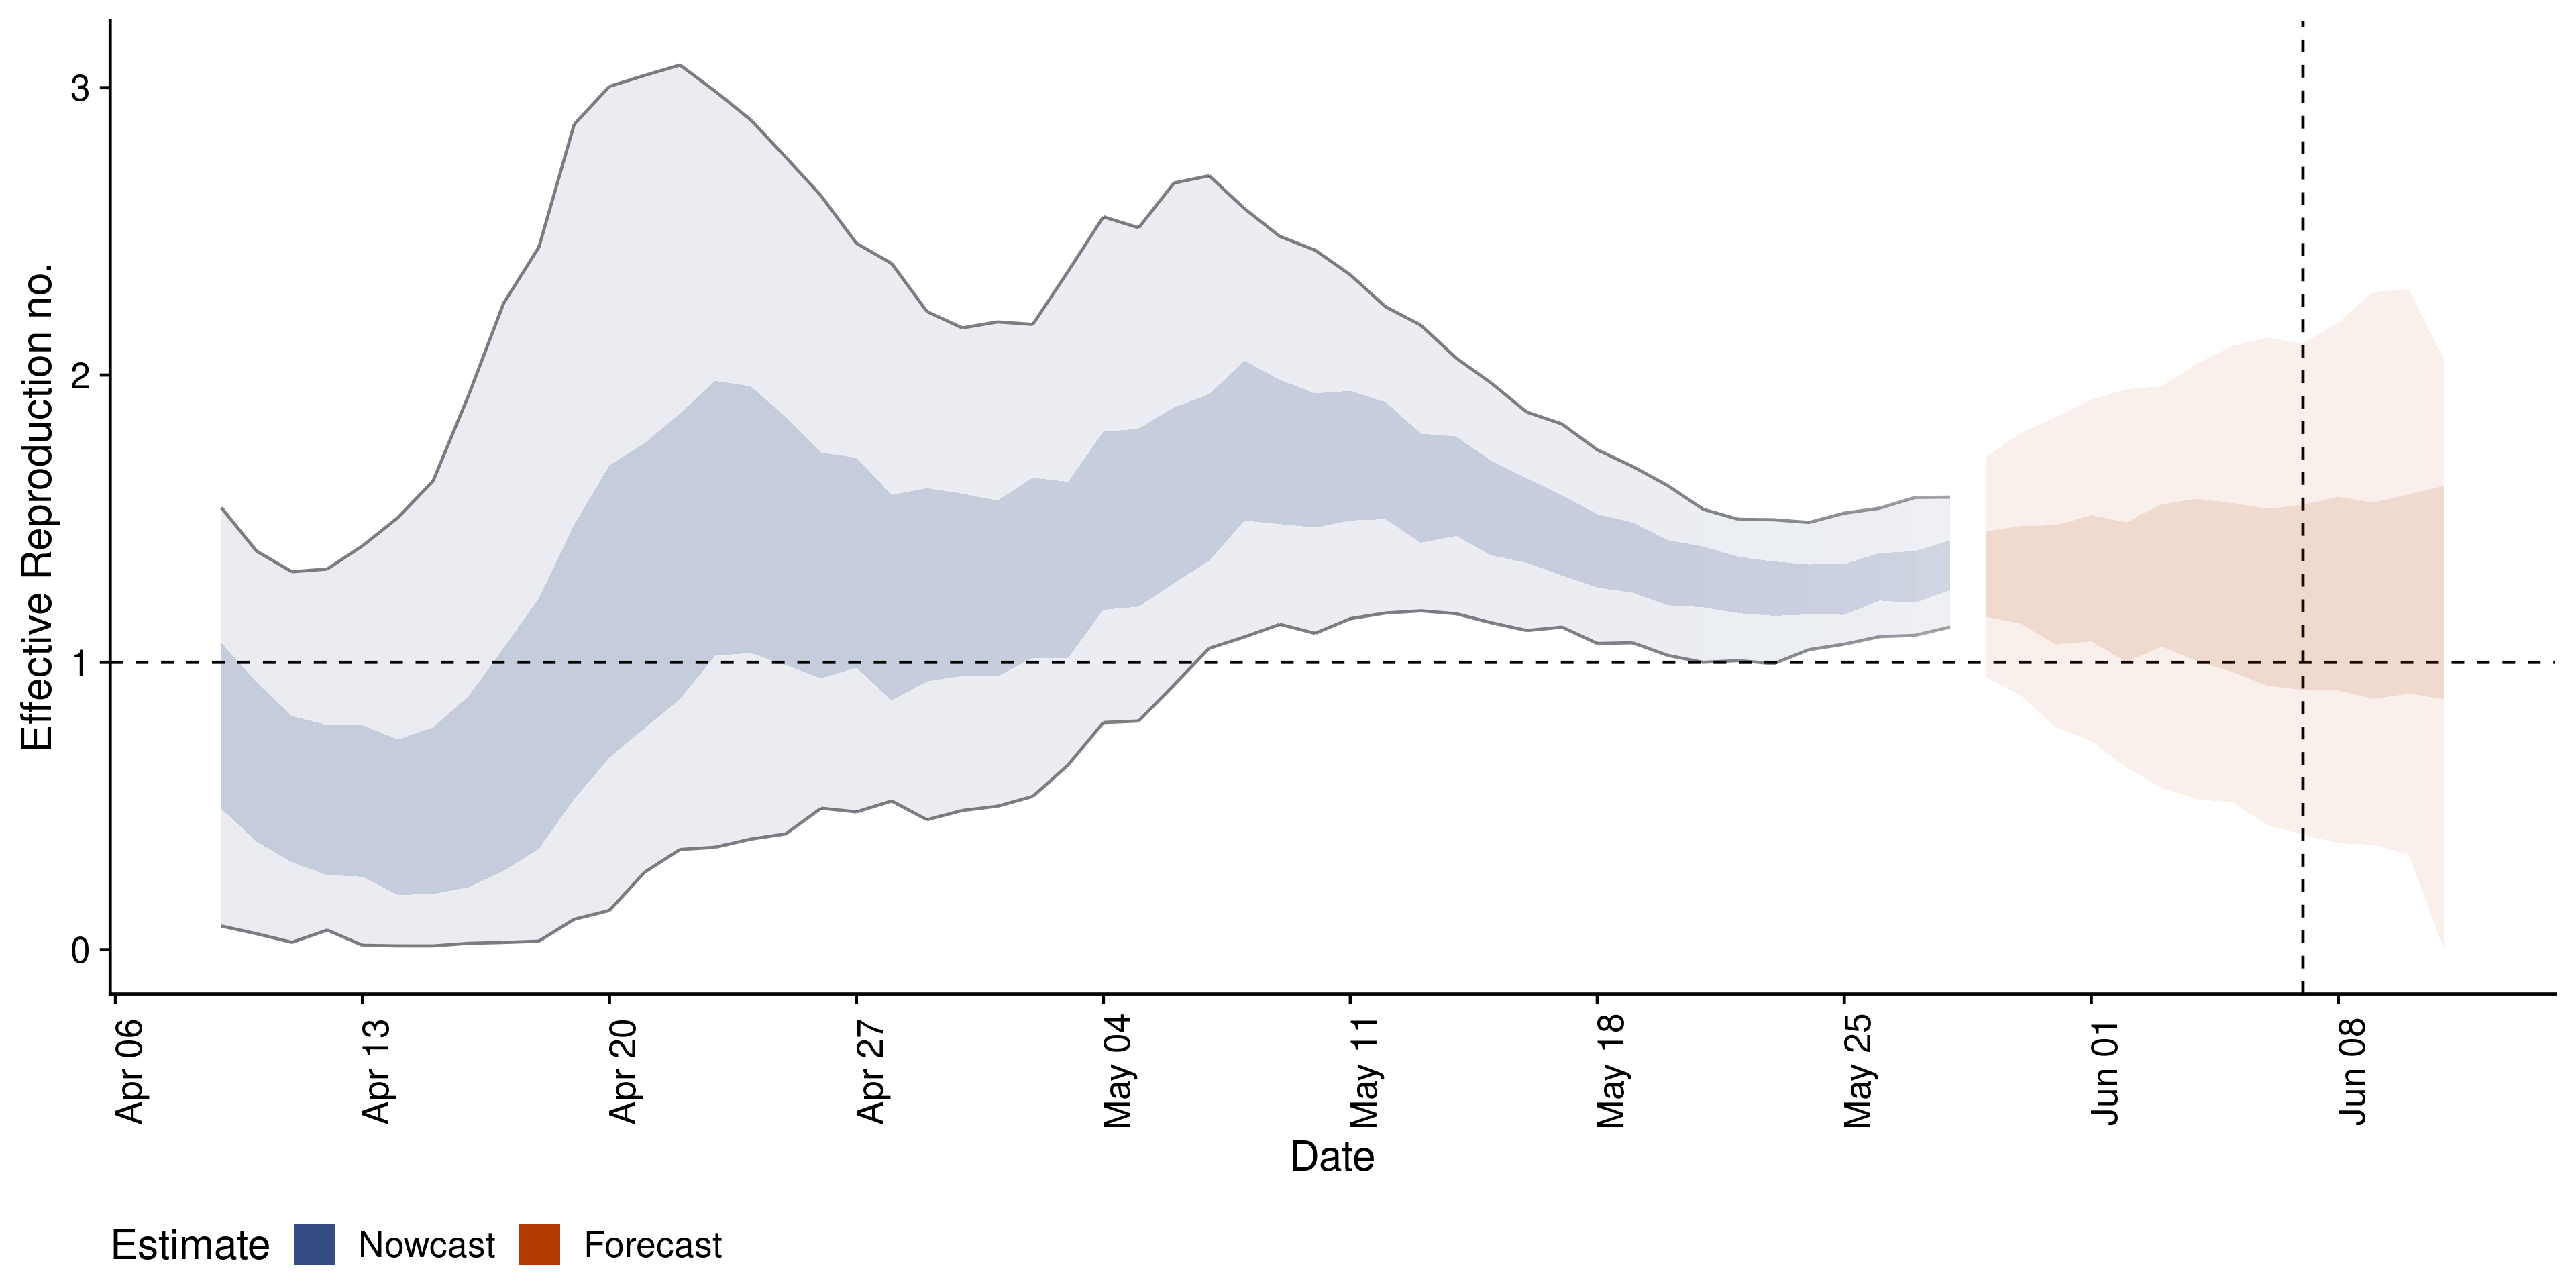 Effective Reproduction no.
3
2
1
0
Apr 06
Apr 13
Apr 20
Apr 27
May 04
May 11
May 18
May 25
Jun 01
Jun 08
Date
Estimate Nowcast Forecast